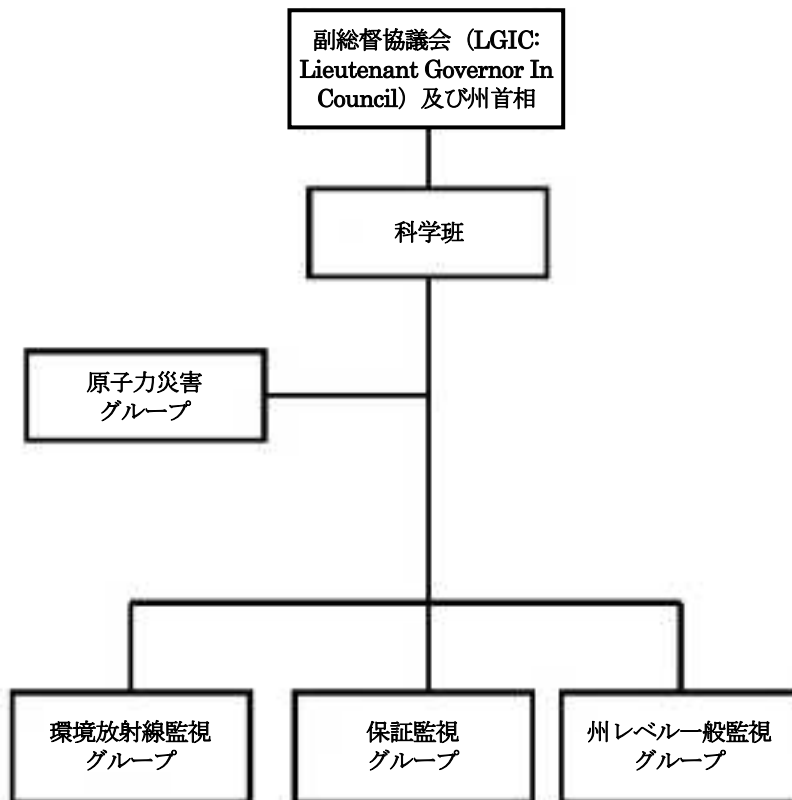 副総督協議会（LGIC:
Lieutenant Governor In
Council）及び州首相
科学班
原子力災害
グループ
環境放射線監視
グループ
保証監視
グループ
州レベル一般監視
グループ